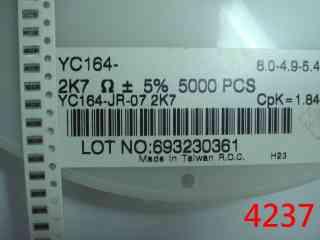 YC164- 8.0-4.9-5.4
2K7 Ω ± 5% 5000 PCS
YC164-JR-07 2K7 CpK=1.84
LOT NO:693230361
Made in Taiwan R.O.C. H23
4237